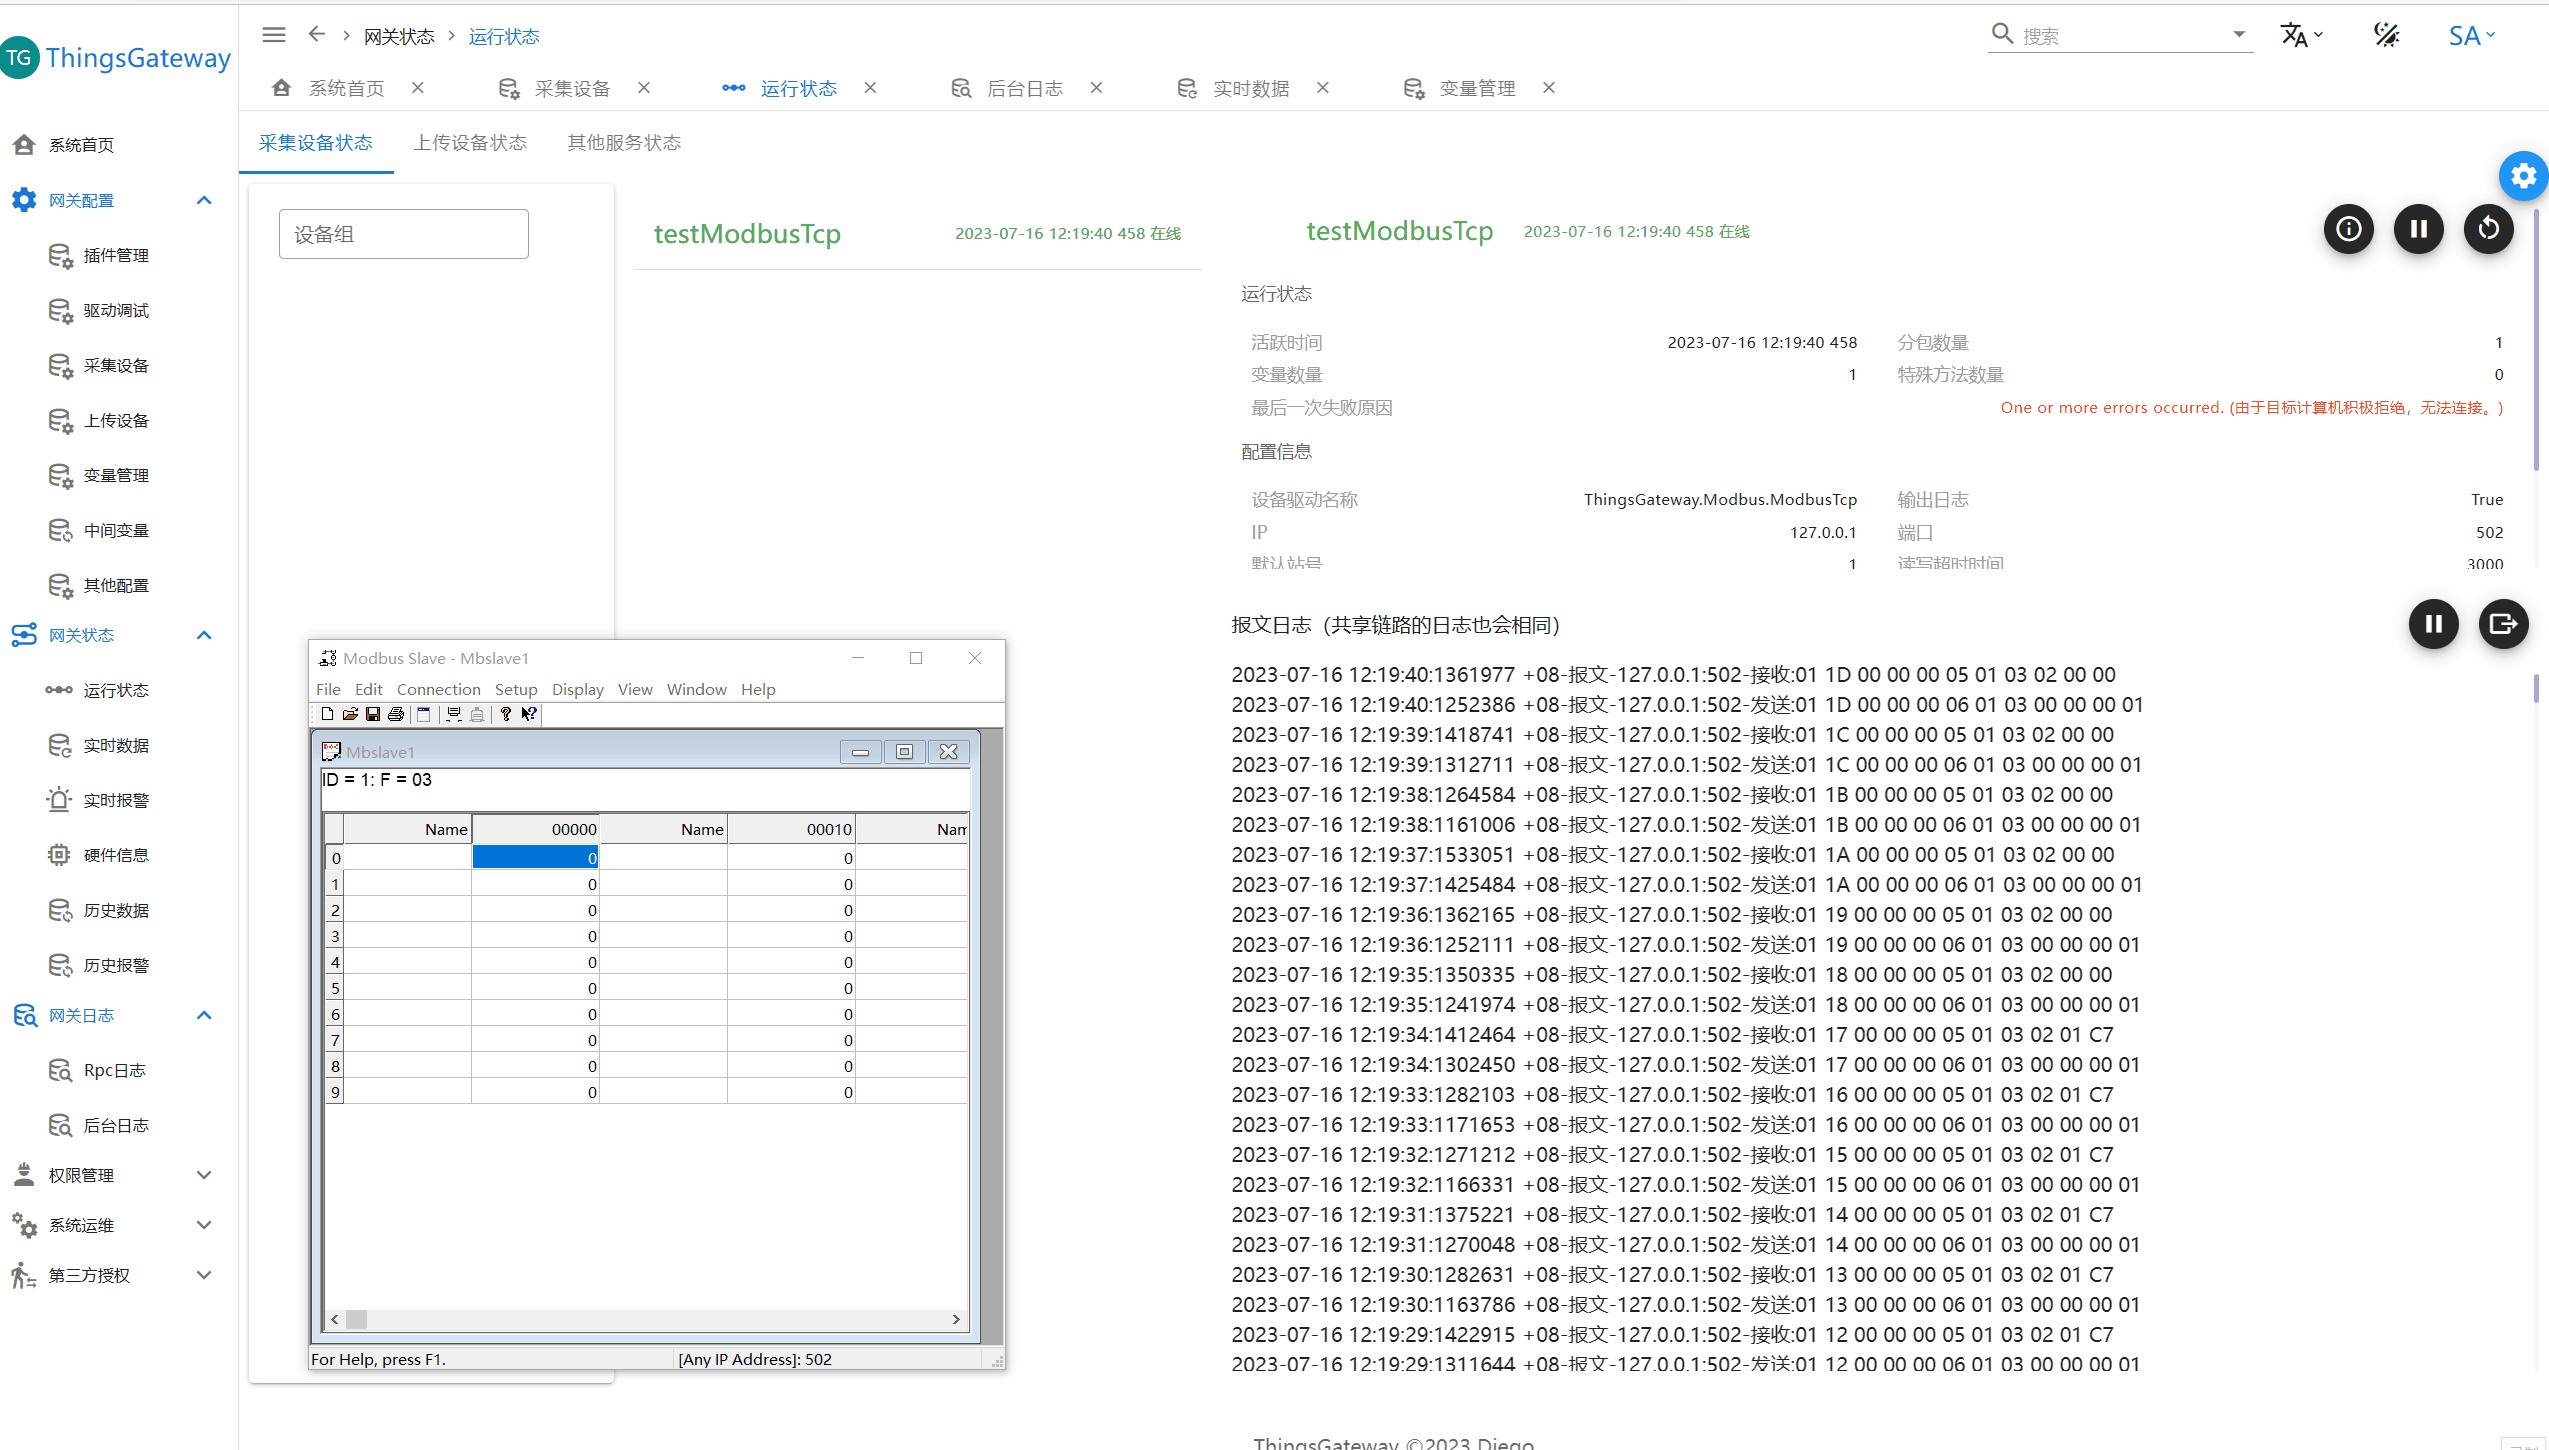 TG ThingsGateway
系统首页
网关配置
插件管理
驱动调试
采集设备
上传设备
变量管理
中间变量
其他配置
网关状态
运行状态
实时数据
实时报警
硬件信息
历史数据
历史报警
网关日志
Rpc日志
后台日志
权限管理
系统运维
第三方授权
网关状态 运行状态
搜索
SA
系统首页 采集设备 运行状态 后台日志 实时数据 变量管理
采集设备状态 上传设备状态 其他服务状态
设备组
testModbusTcp 2023-07-16 12:19:40 458 在线
testModbusTcp 2023-07-16 12:19:40 458 在线
运行状态
活跃时间 2023-07-16 12:19:40 458 分包数量 1
变量数量 1 特殊方法数量 0
最后一次失败原因 One or more errors occurred. (由于目标计算机积极拒绝，无法连接。)
配置信息
设备驱动名称 ThingsGateway.Modbus.ModbusTcp 输出日志 True
IP 127.0.0.1 端口 502
默认站号 1 读写超时时间 3000
报文日志（共享链路的日志也会相同）
2023-07-16 12:19:40:1361977 +08-报文-127.0.0.1:502-接收:01 1D 00 00 00 05 01 03 02 00 00
2023-07-16 12:19:40:1252386 +08-报文-127.0.0.1:502-发送:01 1D 00 00 00 06 01 03 00 00 00 01
2023-07-16 12:19:39:1418741 +08-报文-127.0.0.1:502-接收:01 1C 00 00 00 05 01 03 02 00 00
2023-07-16 12:19:39:1312711 +08-报文-127.0.0.1:502-发送:01 1C 00 00 00 06 01 03 00 00 00 01
2023-07-16 12:19:38:1264584 +08-报文-127.0.0.1:502-接收:01 1B 00 00 00 05 01 03 02 00 00
2023-07-16 12:19:38:1161006 +08-报文-127.0.0.1:502-发送:01 1B 00 00 00 06 01 03 00 00 00 01
2023-07-16 12:19:37:1533051 +08-报文-127.0.0.1:502-接收:01 1A 00 00 00 05 01 03 02 00 00
2023-07-16 12:19:37:1425484 +08-报文-127.0.0.1:502-发送:01 1A 00 00 00 06 01 03 00 00 00 01
2023-07-16 12:19:36:1362165 +08-报文-127.0.0.1:502-接收:01 19 00 00 00 05 01 03 02 00 00
2023-07-16 12:19:36:1252111 +08-报文-127.0.0.1:502-发送:01 19 00 00 00 06 01 03 00 00 00 01
2023-07-16 12:19:35:1350335 +08-报文-127.0.0.1:502-接收:01 18 00 00 00 05 01 03 02 00 00
2023-07-16 12:19:35:1241974 +08-报文-127.0.0.1:502-发送:01 18 00 00 00 06 01 03 00 00 00 01
2023-07-16 12:19:34:1412464 +08-报文-127.0.0.1:502-接收:01 17 00 00 00 05 01 03 02 01 C7
2023-07-16 12:19:34:1302450 +08-报文-127.0.0.1:502-发送:01 17 00 00 00 06 01 03 00 00 00 01
2023-07-16 12:19:33:1282103 +08-报文-127.0.0.1:502-接收:01 16 00 00 00 05 01 03 02 01 C7
2023-07-16 12:19:33:1171653 +08-报文-127.0.0.1:502-发送:01 16 00 00 00 06 01 03 00 00 00 01
2023-07-16 12:19:32:1271212 +08-报文-127.0.0.1:502-接收:01 15 00 00 00 05 01 03 02 01 C7
2023-07-16 12:19:32:1166331 +08-报文-127.0.0.1:502-发送:01 15 00 00 00 06 01 03 00 00 00 01
2023-07-16 12:19:31:1375221 +08-报文-127.0.0.1:502-接收:01 14 00 00 00 05 01 03 02 01 C7
2023-07-16 12:19:31:1270048 +08-报文-127.0.0.1:502-发送:01 14 00 00 00 06 01 03 00 00 00 01
2023-07-16 12:19:30:1282631 +08-报文-127.0.0.1:502-接收:01 13 00 00 00 05 01 03 02 01 C7
2023-07-16 12:19:30:1163786 +08-报文-127.0.0.1:502-发送:01 13 00 00 00 06 01 03 00 00 00 01
2023-07-16 12:19:29:1422915 +08-报文-127.0.0.1:502-接收:01 12 00 00 00 05 01 03 02 01 C7
2023-07-16 12:19:29:1311644 +08-报文-127.0.0.1:502-发送:01 12 00 00 00 06 01 03 00 00 00 01
Modbus Slave - Mbslave1
File Edit Connection Setup Display View Window Help
Mbslave1
ID = 1: F = 03
Name 00000 Name 00010 Nam
0 0 0
1 0 0
2 0 0
3 0 0
4 0 0
5 0 0
6 0 0
7 0 0
8 0 0
9 0 0
For Help, press F1. [Any IP Address]: 502
ThingsGateway ©2023 Diego